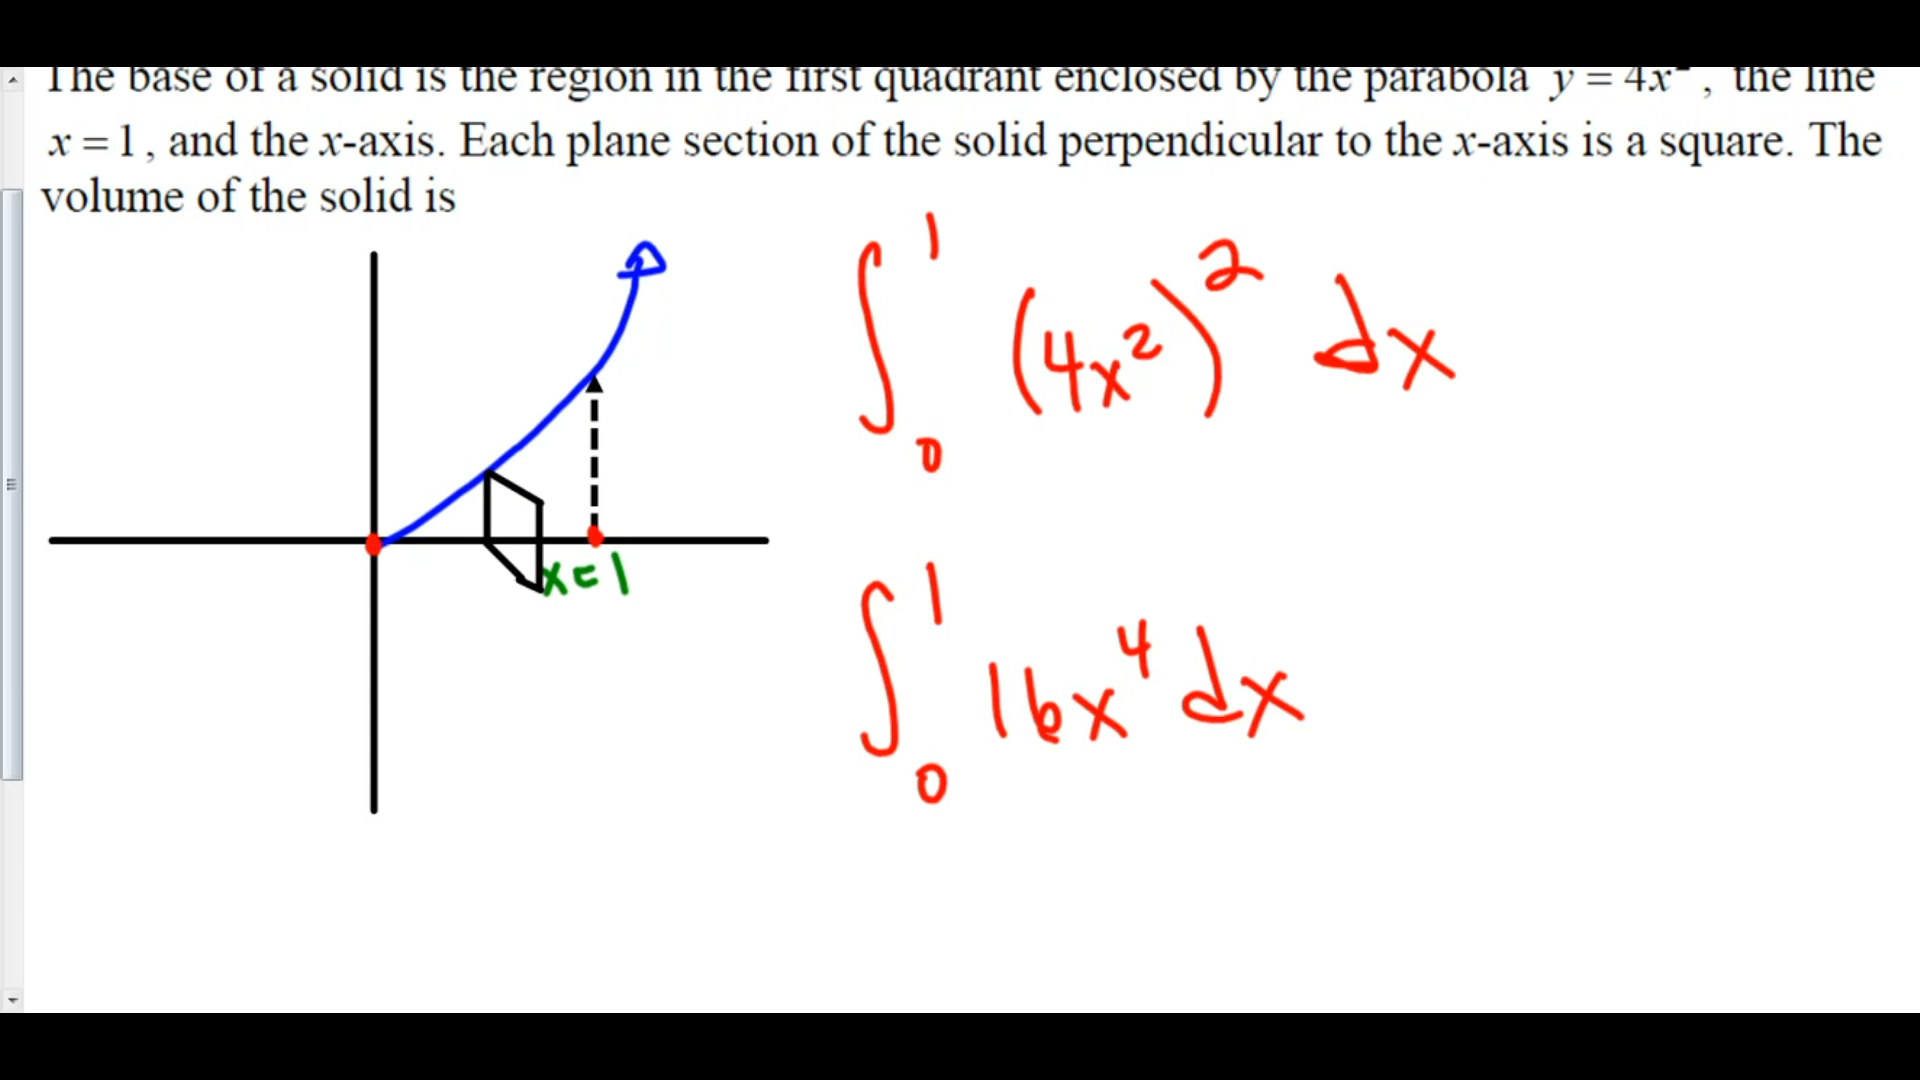 The base of a solid is the region in the first quadrant enclosed by the parabola y = 4x², the line
x = 1, and the x-axis. Each plane section of the solid perpendicular to the x-axis is a square. The
volume of the solid is
∫₀¹ (4x²)² dx
x = 1
∫₀¹ 16x⁴ dx